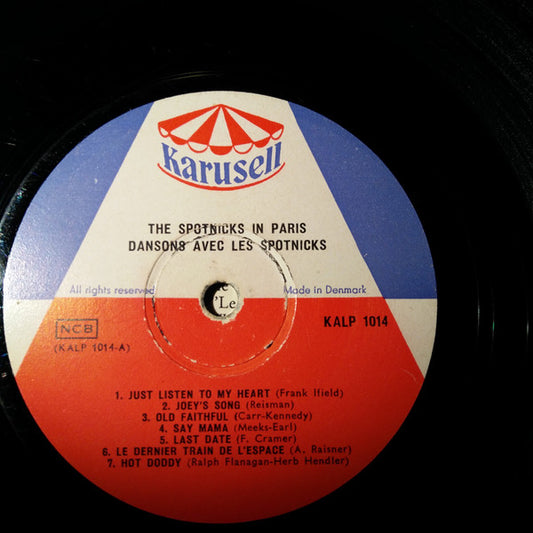 Karusell
THE SPOTNICKS IN PARIS
DANSONS AVEC LES SPOTNICKS
All rights reserved
Made in Denmark
'Le
NCB
(KALP 1014-A)
KALP 1014
1. JUST LISTEN TO MY HEART (Frank Ifield)
2. JOEY'S SONG (Reisman)
3. OLD FAITHFUL (Carr-Kennedy)
4. SAY MAMA (Meeks-Earl)
5. LAST DATE (F. Cramer)
6. LE DERNIER TRAIN DE L'ESPACE (A. Raisner)
7. HOT DODDY (Ralph Flanagan-Herb Hendler)